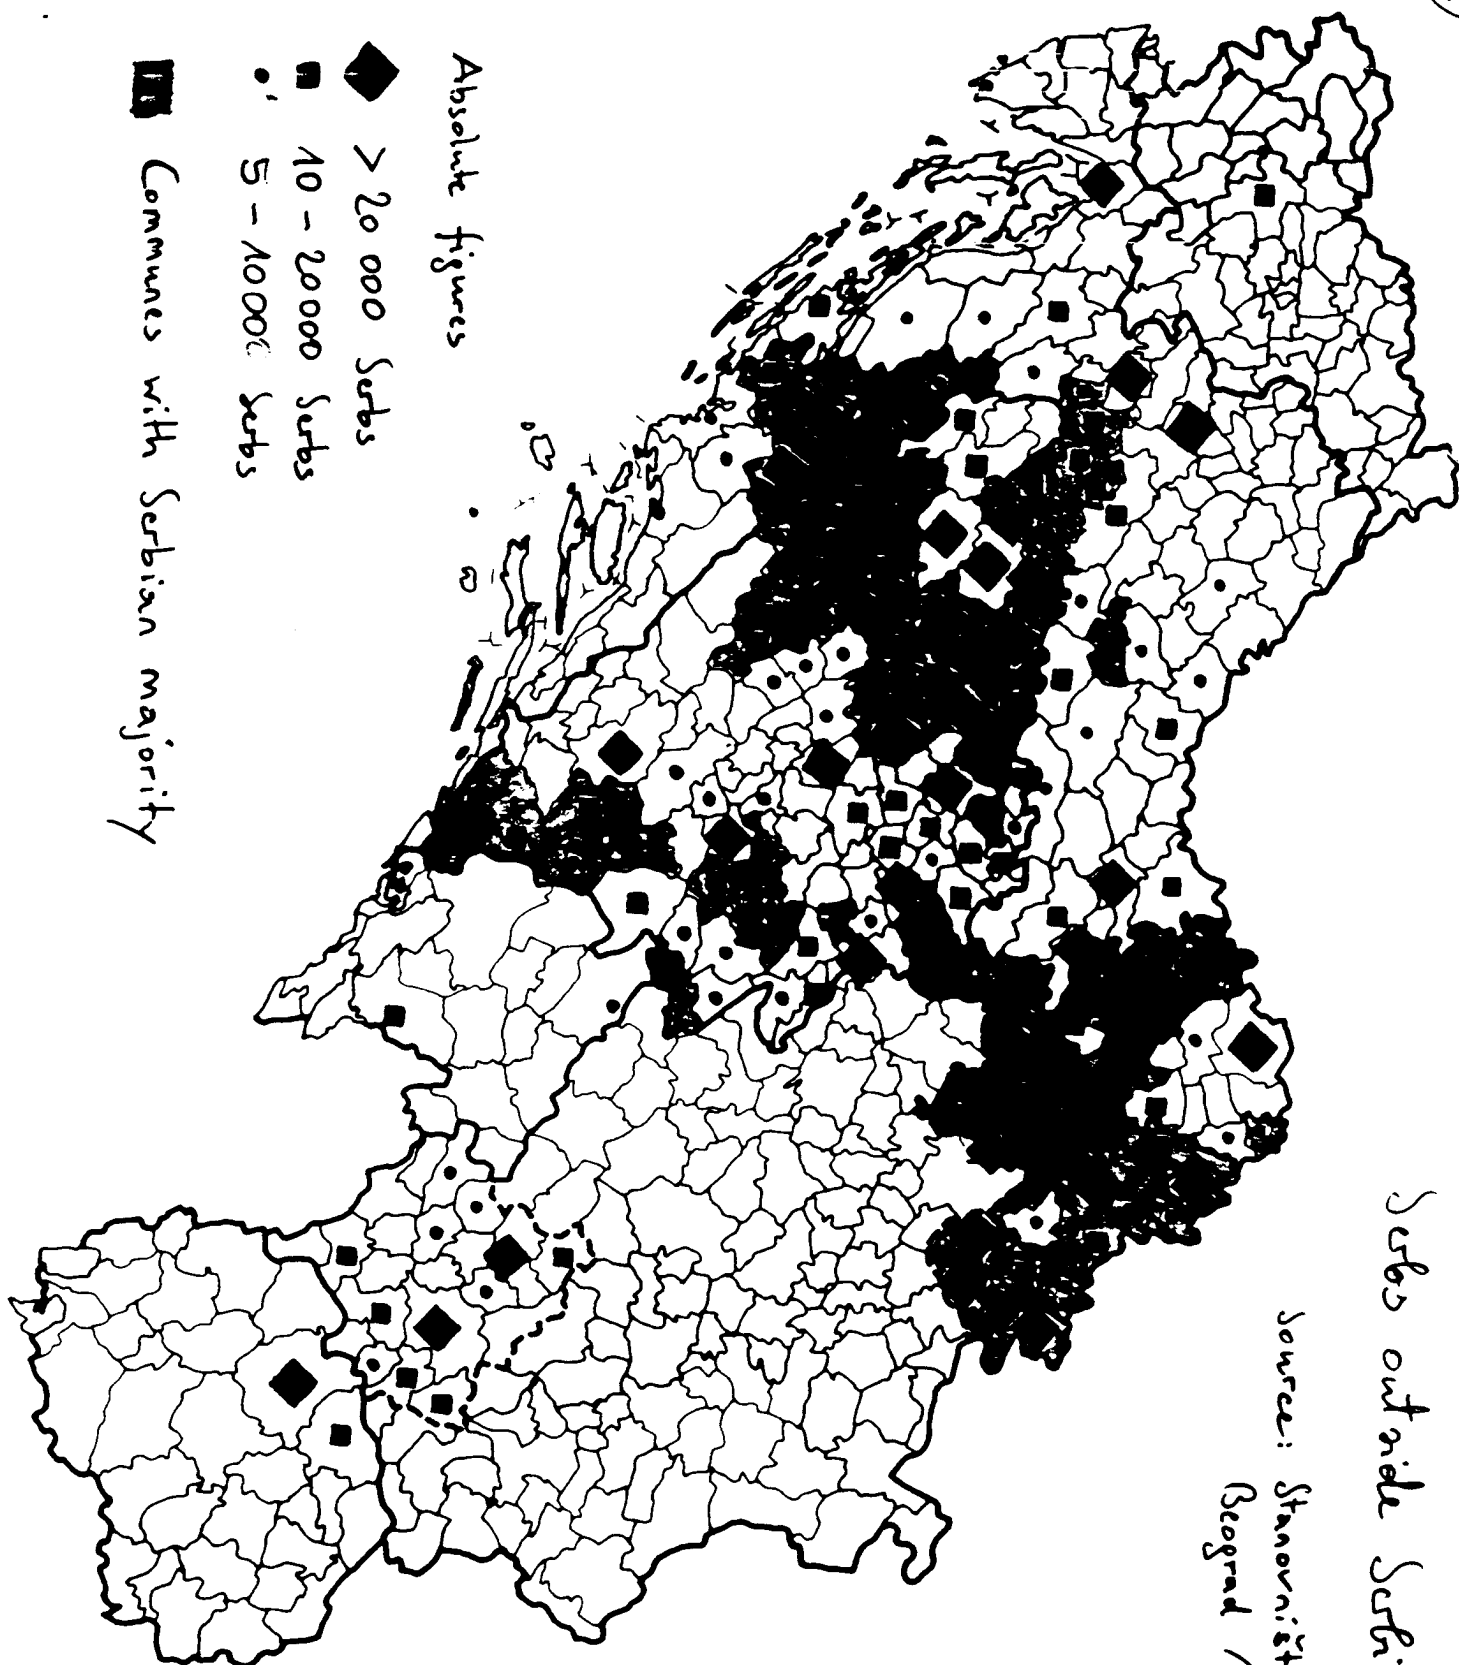 Serbs outside Serbi
Source: Stanovništ
Beograd /
Absolute figures
> 20 000 Serbs
10 - 20000 Serbs
5 - 10000 Serbs
Communes with Serbian majority